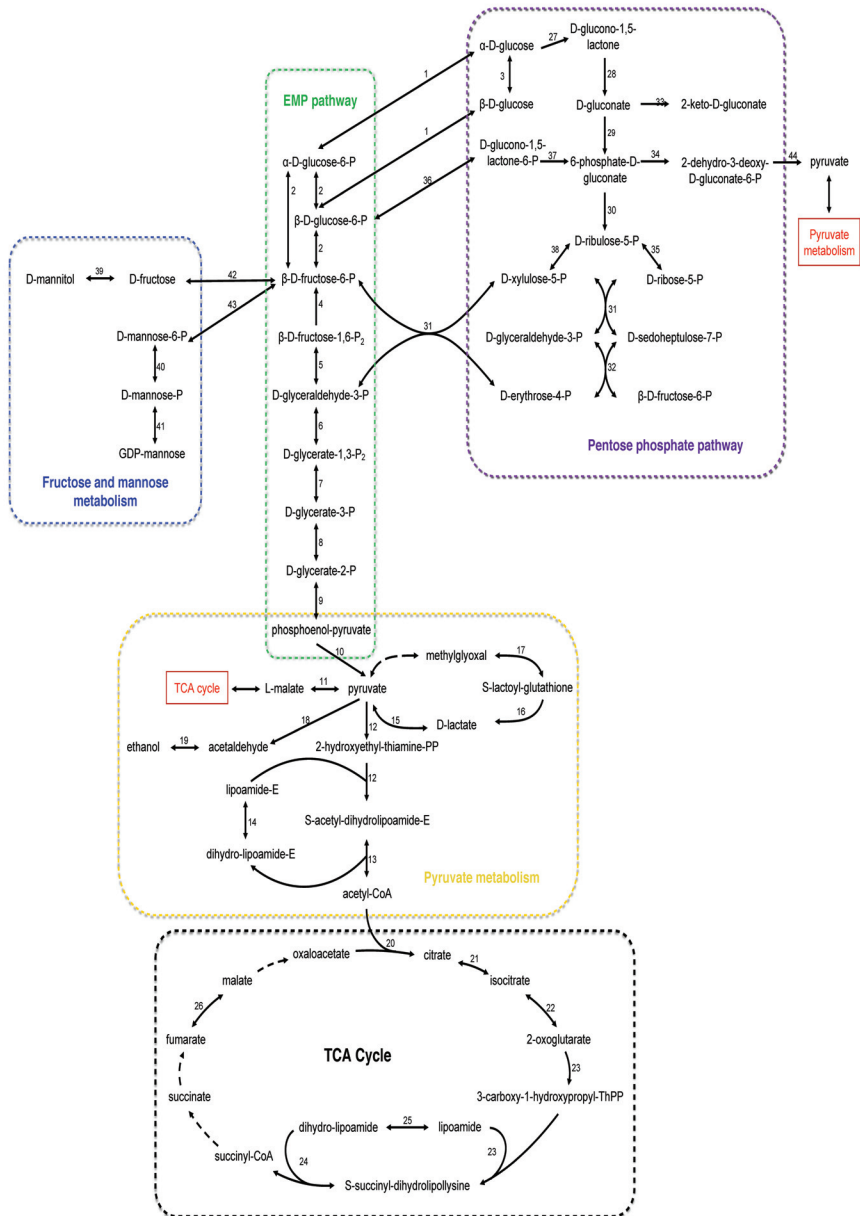 27
D-glucono-1,5-
lactone
α-D-glucose
1
3
28
EMP pathway
β-D-glucose
D-gluconate
33
2-keto-D-gluconate
1
29
D-glucono-1,5-
lactone-6-P
α-D-glucose-6-P
37
6-phosphate-D-
gluconate
34
2-dehydro-3-deoxy-
D-gluconate-6-P
44
pyruvate
2
2
36
30
β-D-glucose-6-P
Pyruvate
metabolism
2
D-ribulose-5-P
38
35
D-mannitol
39
D-fructose
42
β-D-fructose-6-P
D-xylulose-5-P
D-ribose-5-P
43
4
31
31
D-mannose-6-P
β-D-fructose-1,6-P2
D-glyceraldehyde-3-P
D-sedoheptulose-7-P
40
5
32
D-mannose-P
D-glyceraldehyde-3-P
D-erythrose-4-P
β-D-fructose-6-P
41
6
GDP-mannose
D-glycerate-1,3-P2
Pentose phosphate pathway
Fructose and mannose
metabolism
7
D-glycerate-3-P
8
D-glycerate-2-P
9
phosphoenol-pyruvate
10
methylglyoxal
17
TCA cycle
L-malate
11
pyruvate
S-lactoyl-glutathione
18
12
15
D-lactate
16
ethanol
19
acetaldehyde
2-hydroxyethyl-thiamine-PP
12
lipoamide-E
14
S-acetyl-dihydrolipoamide-E
dihydro-lipoamide-E
13
Pyruvate metabolism
acetyl-CoA
20
oxaloacetate
citrate
21
malate
isocitrate
26
22
fumarate
2-oxoglutarate
TCA Cycle
23
succinate
3-carboxy-1-hydroxypropyl-ThPP
dihydro-lipoamide
25
lipoamide
succinyl-CoA
24
23
S-succinyl-dihydrolipollysine